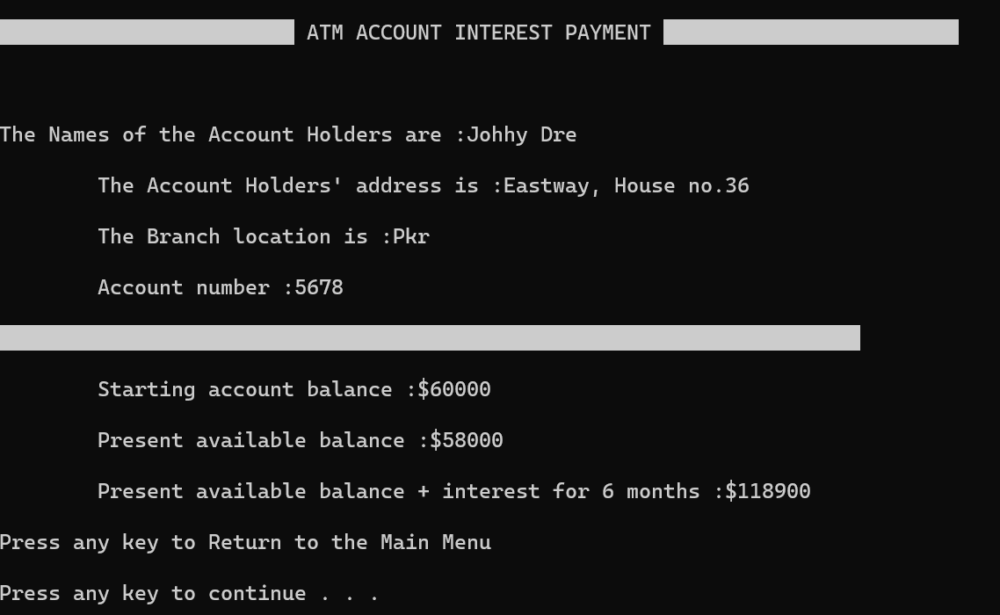 ATM ACCOUNT INTEREST PAYMENT
The Names of the Account Holders are :Johhy Dre
The Account Holders' address is :Eastway, House no.36
The Branch location is :Pkr
Account number :5678
Starting account balance :$60000
Present available balance :$58000
Present available balance + interest for 6 months :$118900
Press any key to Return to the Main Menu
Press any key to continue . . .